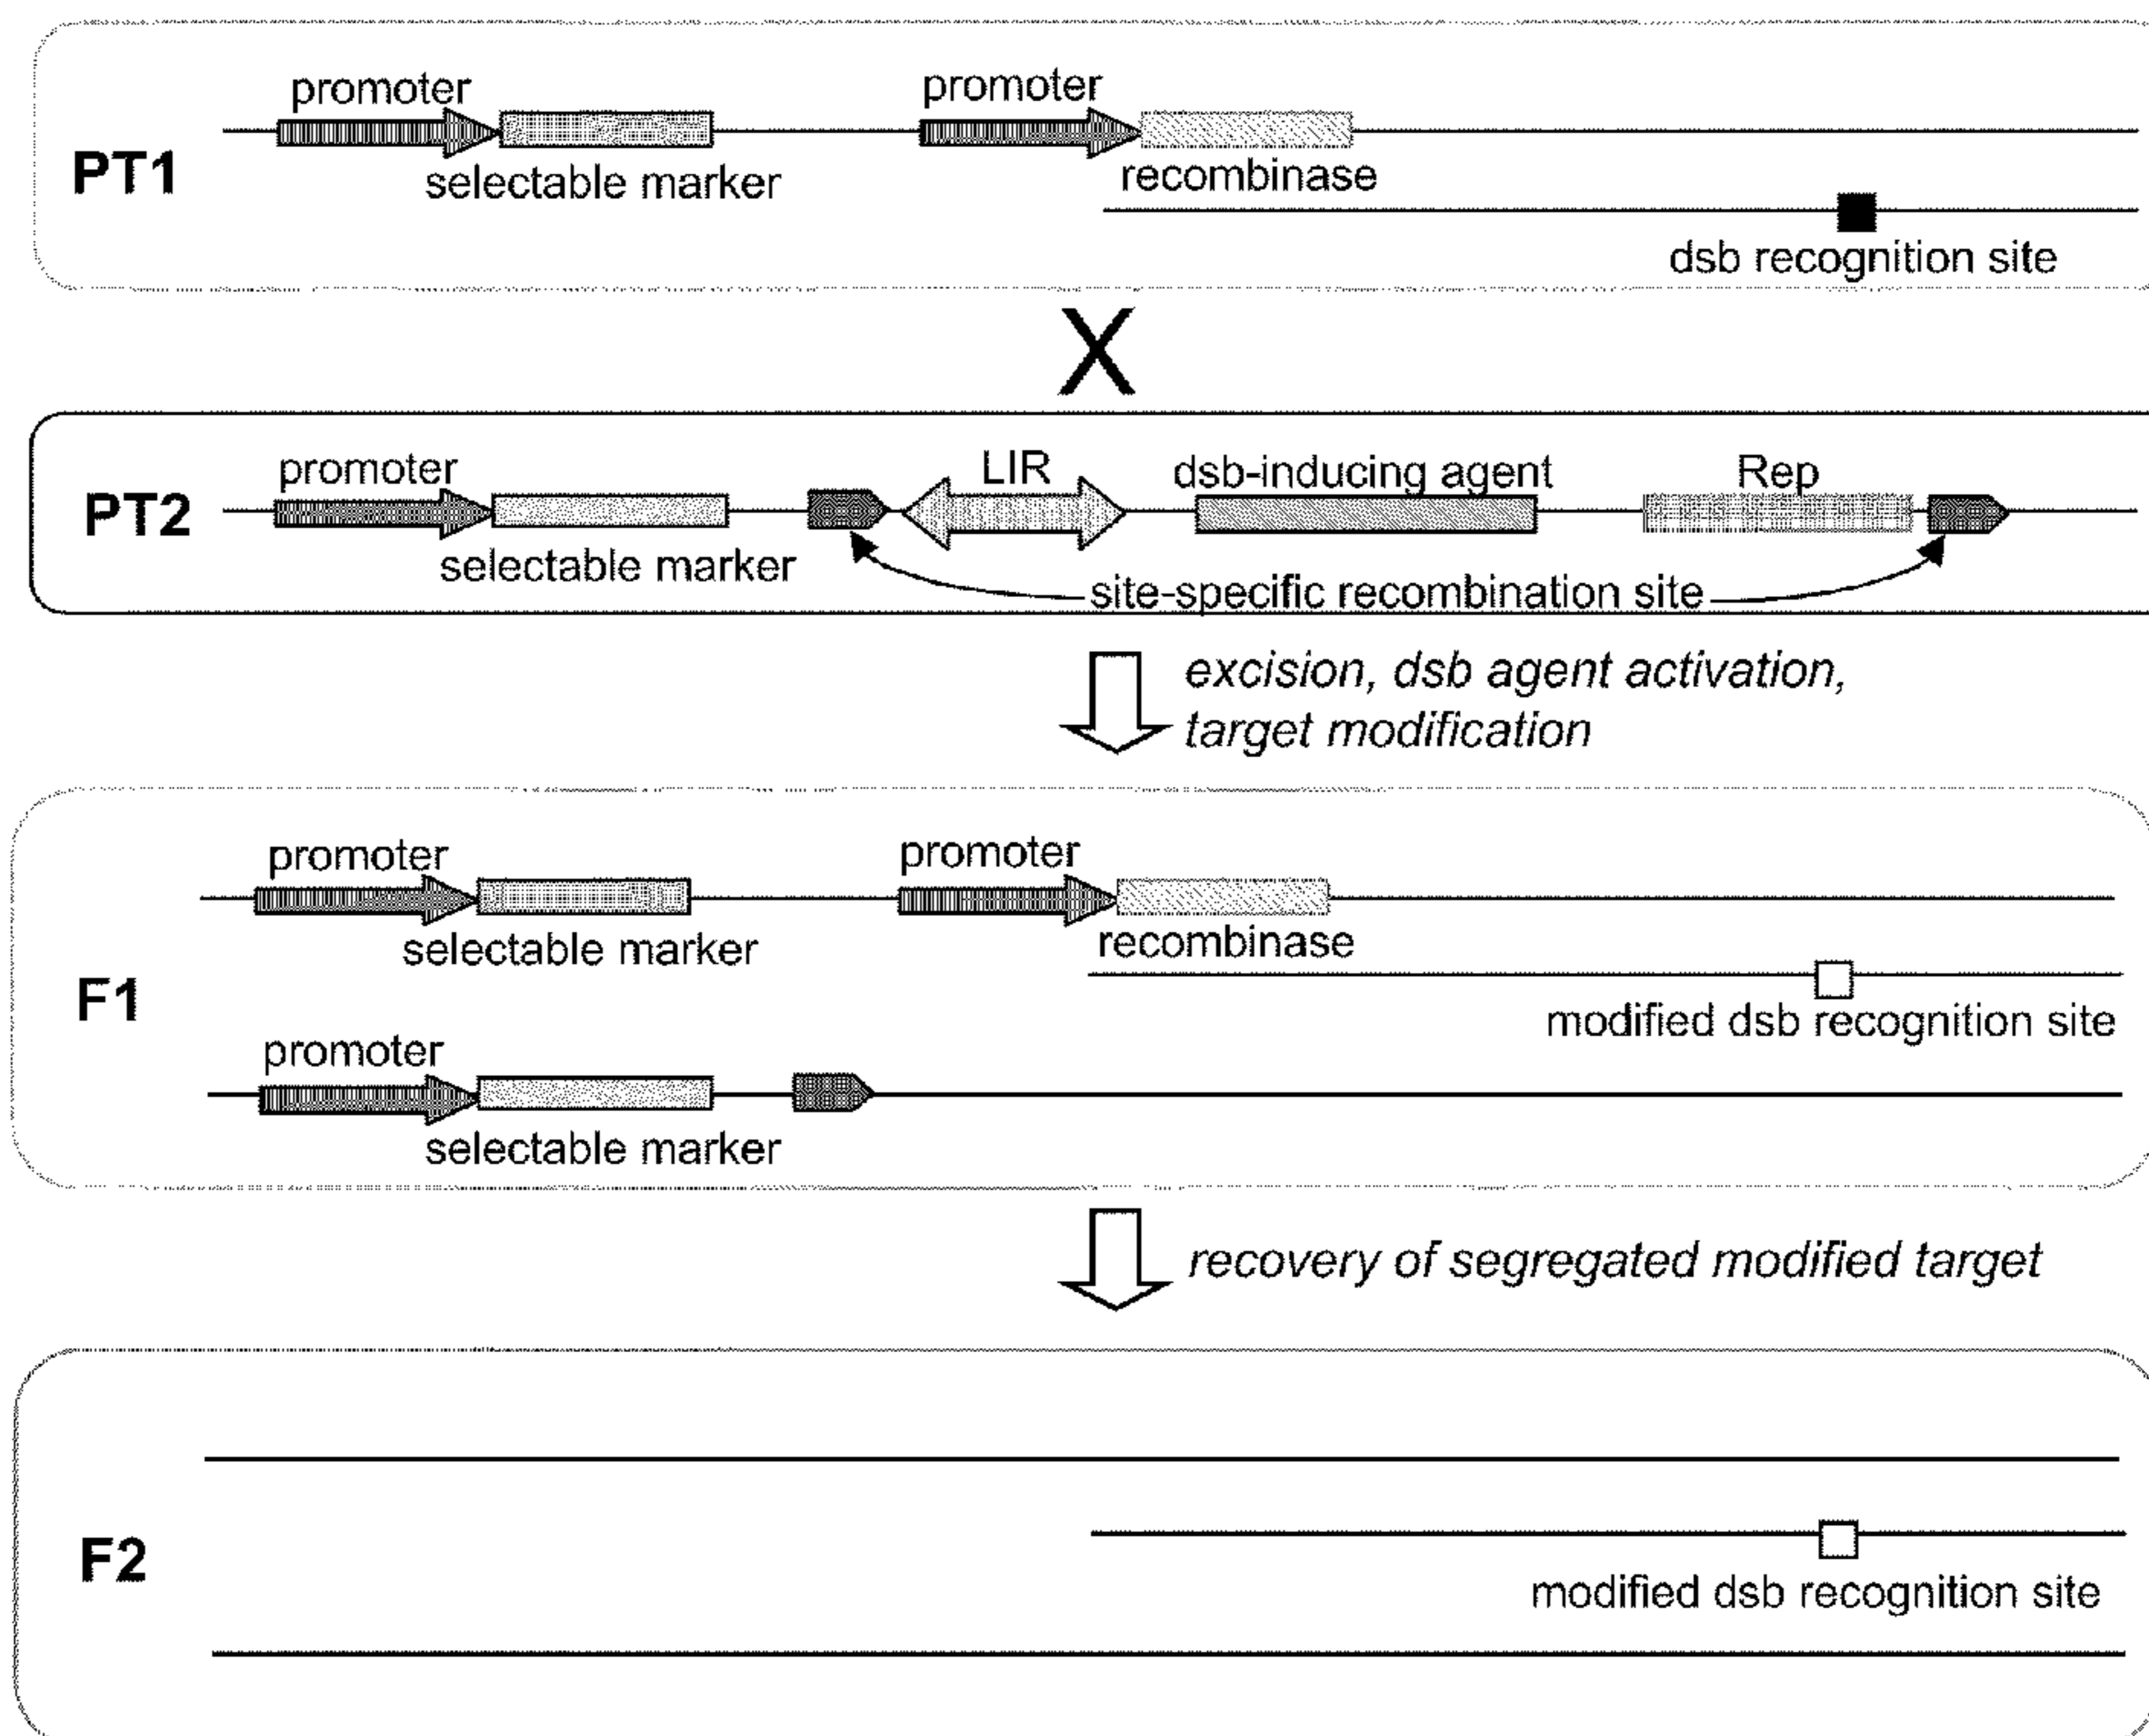 promoter
promoter
PT1
selectable marker
recombinase
dsb recognition site
X
promoter
LIR
dsb-inducing agent
Rep
PT2
selectable marker
site-specific recombination site
excision, dsb agent activation,
target modification
promoter
promoter
selectable marker
recombinase
F1
modified dsb recognition site
promoter
selectable marker
recovery of segregated modified target
F2
modified dsb recognition site